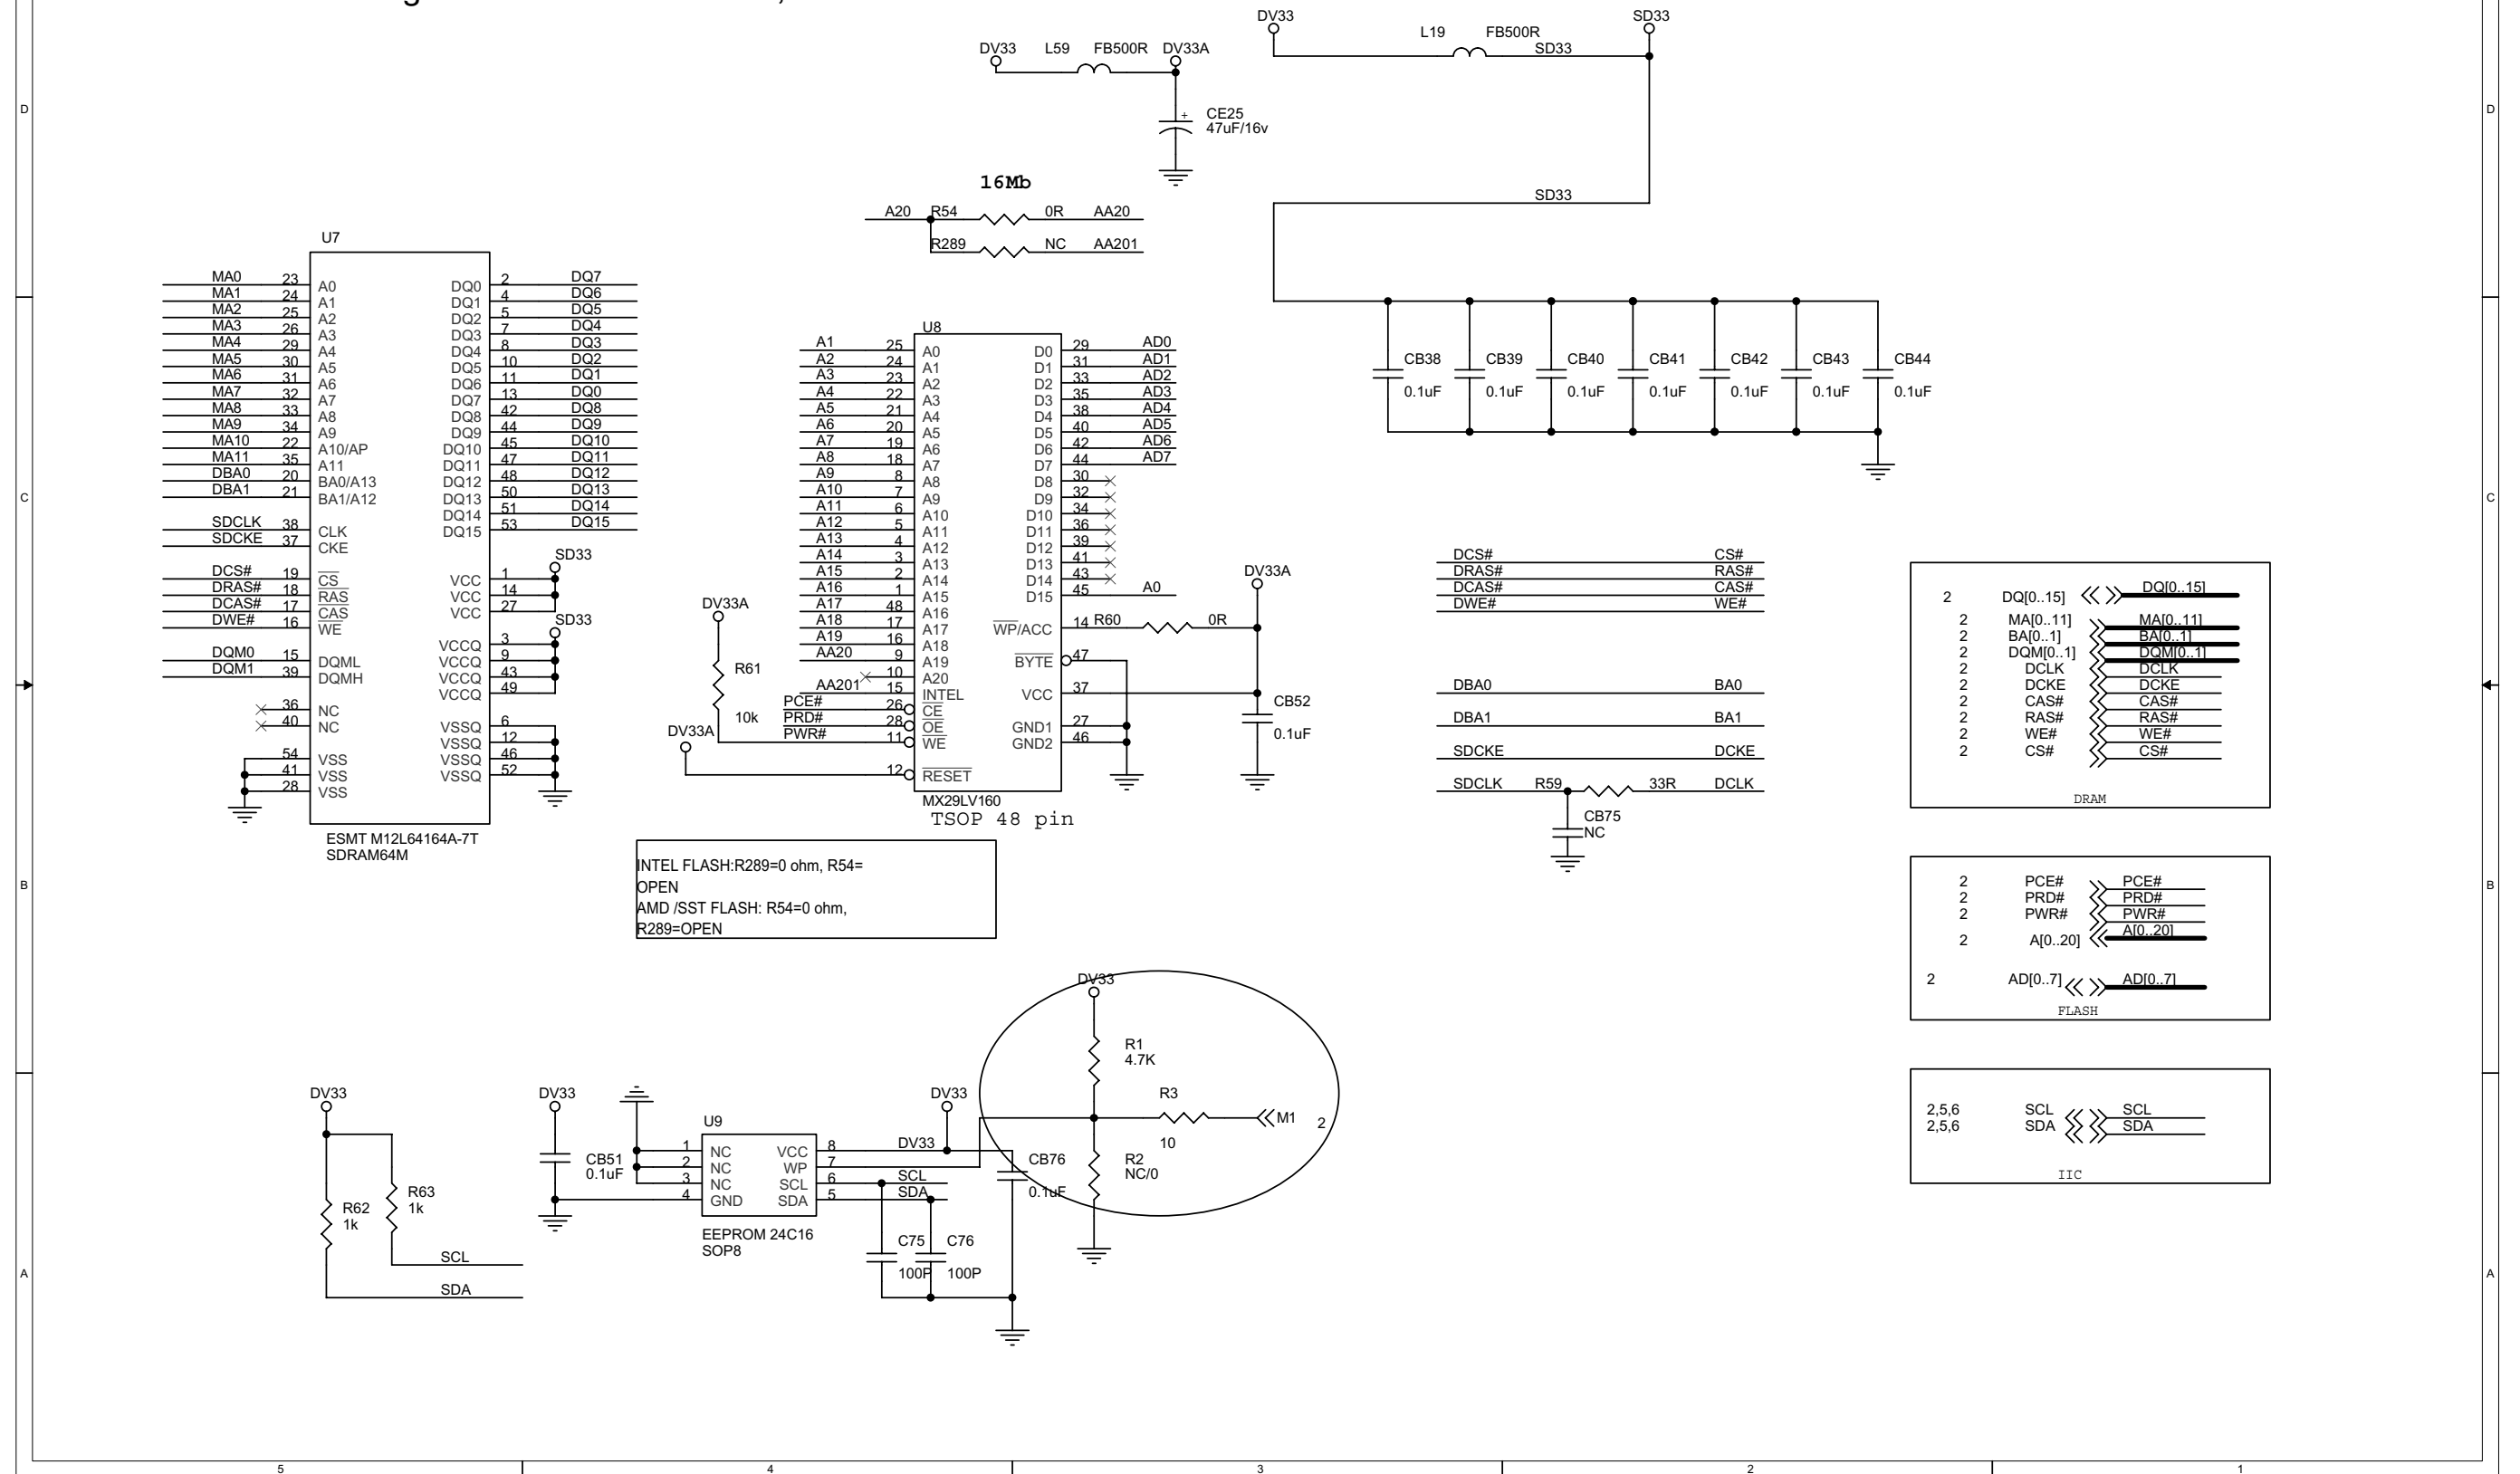 DV33
L19
FB500R
SD33
SD33
DV33
L59
FB500R
DV33A
CE25
47uF/16v
D
D
A20
R54
0R
AA20
R289
NC
AA201
SD33
U7
MA0 23 A0 DQ0 2 DQ7
MA1 24 A1 DQ1 4 DQ6
MA2 25 A2 DQ2 5 DQ5
MA3 26 A3 DQ3 7 DQ4
MA4 29 A4 DQ4 8 DQ3
MA5 30 A5 DQ5 10 DQ2
MA6 31 A6 DQ6 11 DQ1
MA7 32 A7 DQ7 13 DQ0
MA8 33 A8 DQ8 42 DQ8
MA9 34 A9 DQ9 44 DQ9
MA10 22 A10/AP DQ10 45 DQ10
MA11 35 A11 DQ11 47 DQ11
DBA0 20 BA0/A13 DQ12 48 DQ12
DBA1 21 BA1/A12 DQ13 50 DQ13
DQ14 51 DQ14
SDCLK 38 CLK DQ15 53 DQ15
SDCKE 37 CKE
SD33
DCS# 19 CS VCC 1
DRAS# 18 RAS VCC 14
DCAS# 17 CAS VCC 27
DWE# 16 WE
SD33
VCCQ 3
DQM0 15 DQML VCCQ 9
DQM1 39 DQMH VCCQ 43
VCCQ 49
36 NC
40 NC VSSQ 6
VSSQ 12
54 VSS VSSQ 46
41 VSS VSSQ 52
28 VSS
ESMT M12L64164A-7T
SDRAM64M
U8
A1 25 A0 D0 29 AD0
A2 24 A1 D1 31 AD1
A3 23 A2 D2 33 AD2
A4 22 A3 D3 35 AD3
A5 21 A4 D4 38 AD4
A6 20 A5 D5 40 AD5
A7 19 A6 D6 42 AD6
A8 18 A7 D7 44 AD7
A9 8 A8 D8 30
A10 7 A9 D9 32
A11 6 A10 D10 34
A12 5 A11 D11 36
A13 4 A12 D12 39
A14 3 A13 D13 41
A15 2 A14 D14 43
A16 1 A15 D15 45 A0
A17 48 A16
A18 17 A17 WP/ACC 14 R60 0R
A19 16 A18
AA20 9 A19 BYTE 47
10 A20
AA201 15 INTEL VCC 37
PCE# 26 CE
PRD# 28 OE GND1 27
PWR# 11 WE GND2 46
12 RESET
MX29LV160
TSOP 48 pin
DV33A
R61
10k
DV33A
DV33A
CB52
0.1uF
CB38
0.1uF
CB39
0.1uF
CB40
0.1uF
CB41
0.1uF
CB42
0.1uF
CB43
0.1uF
CB44
0.1uF
C
C
DCS# CS#
DRAS# RAS#
DCAS# CAS#
DWE# WE#
DBA0 BA0
DBA1 BA1
SDCKE DCKE
SDCLK R59 33R DCLK
CB75
NC
2 DQ[0..15] DQ[0..15]
2 MA[0..11] MA[0..11]
2 BA[0..1] BA[0..1]
2 DQM[0..1] DQM[0..1]
2 DCLK DCLK
2 DCKE DCKE
2 CAS# CAS#
2 RAS# RAS#
2 WE# WE#
2 CS# CS#
DRAM
INTEL FLASH:R289=0 ohm, R54=
OPEN
AMD /SST FLASH: R54=0 ohm,
R289=OPEN
B
B
2 PCE# PCE#
2 PRD# PRD#
2 PWR# PWR#
2 A[0..20] A[0..20]
2 AD[0..7] AD[0..7]
FLASH
DV33
R62
1k
R63
1k
SCL
SDA
DV33
CB51
0.1uF
U9
1 NC VCC 8 DV33
2 NC WP 7
3 NC SCL 6 SCL
4 GND SDA 5 SDA
EEPROM 24C16
SOP8
DV33
C75
100P
C76
100P
CB76
0.1uF
DV33
R1
4.7K
R3
10
M1
2
R2
NC/0
2,5,6 SCL SCL
2,5,6 SDA SDA
IIC
A
A
5 4 3 2 1